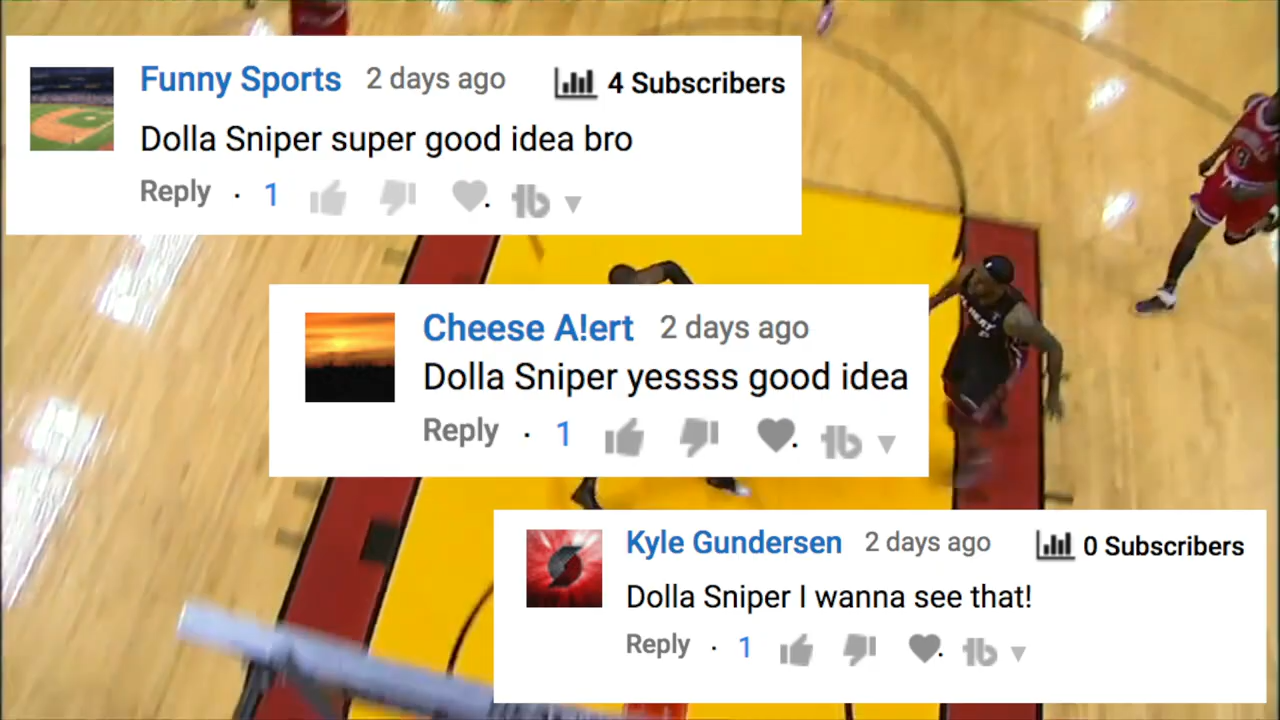 Funny Sports 2 days ago 4 Subscribers
Dolla Sniper super good idea bro
Reply · 1
Cheese A!ert 2 days ago
Dolla Sniper yessss good idea
Reply · 1
Kyle Gundersen 2 days ago 0 Subscribers
Dolla Sniper I wanna see that!
Reply · 1